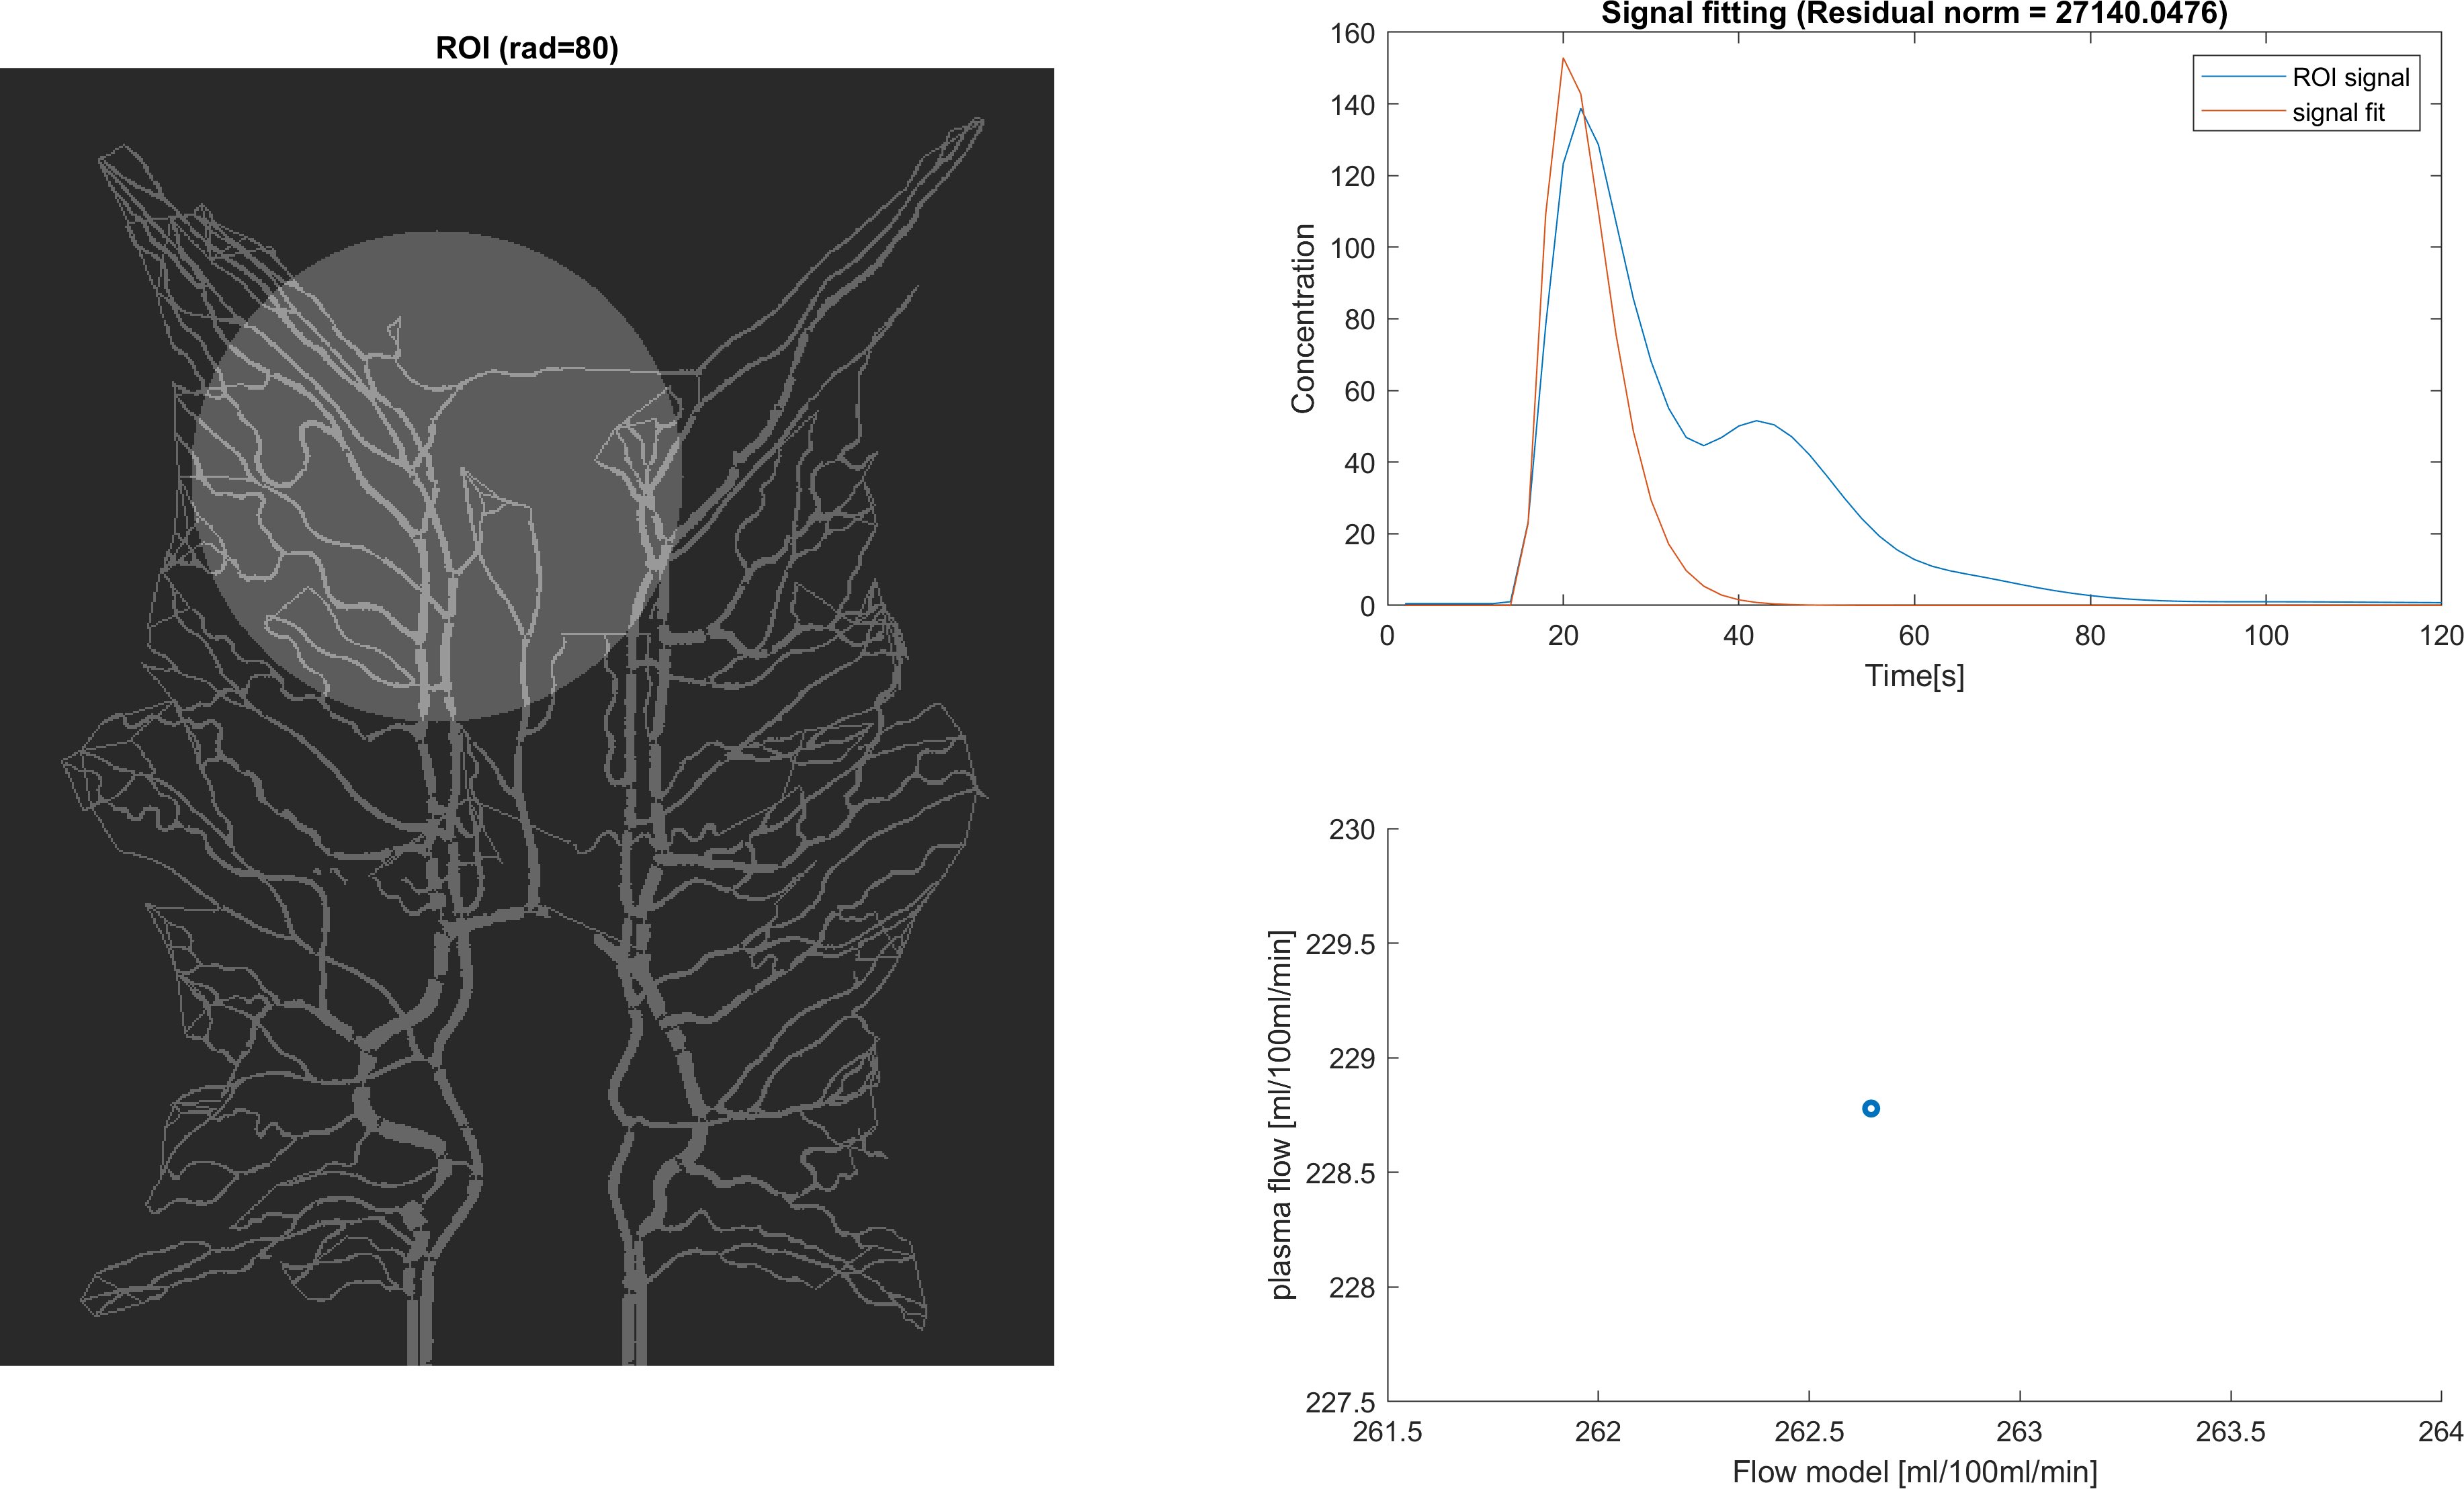 ROI (rad=80)
Signal fitting (Residual norm = 27140.0476)
160
140
120
100
80
60
40
20
0
Concentration
ROI signal
signal fit
0 20 40 60 80 100 120
Time[s]
230
229.5
229
228.5
228
227.5
plasma flow [ml/100ml/min]
261.5 262 262.5 263 263.5 264
Flow model [ml/100ml/min]